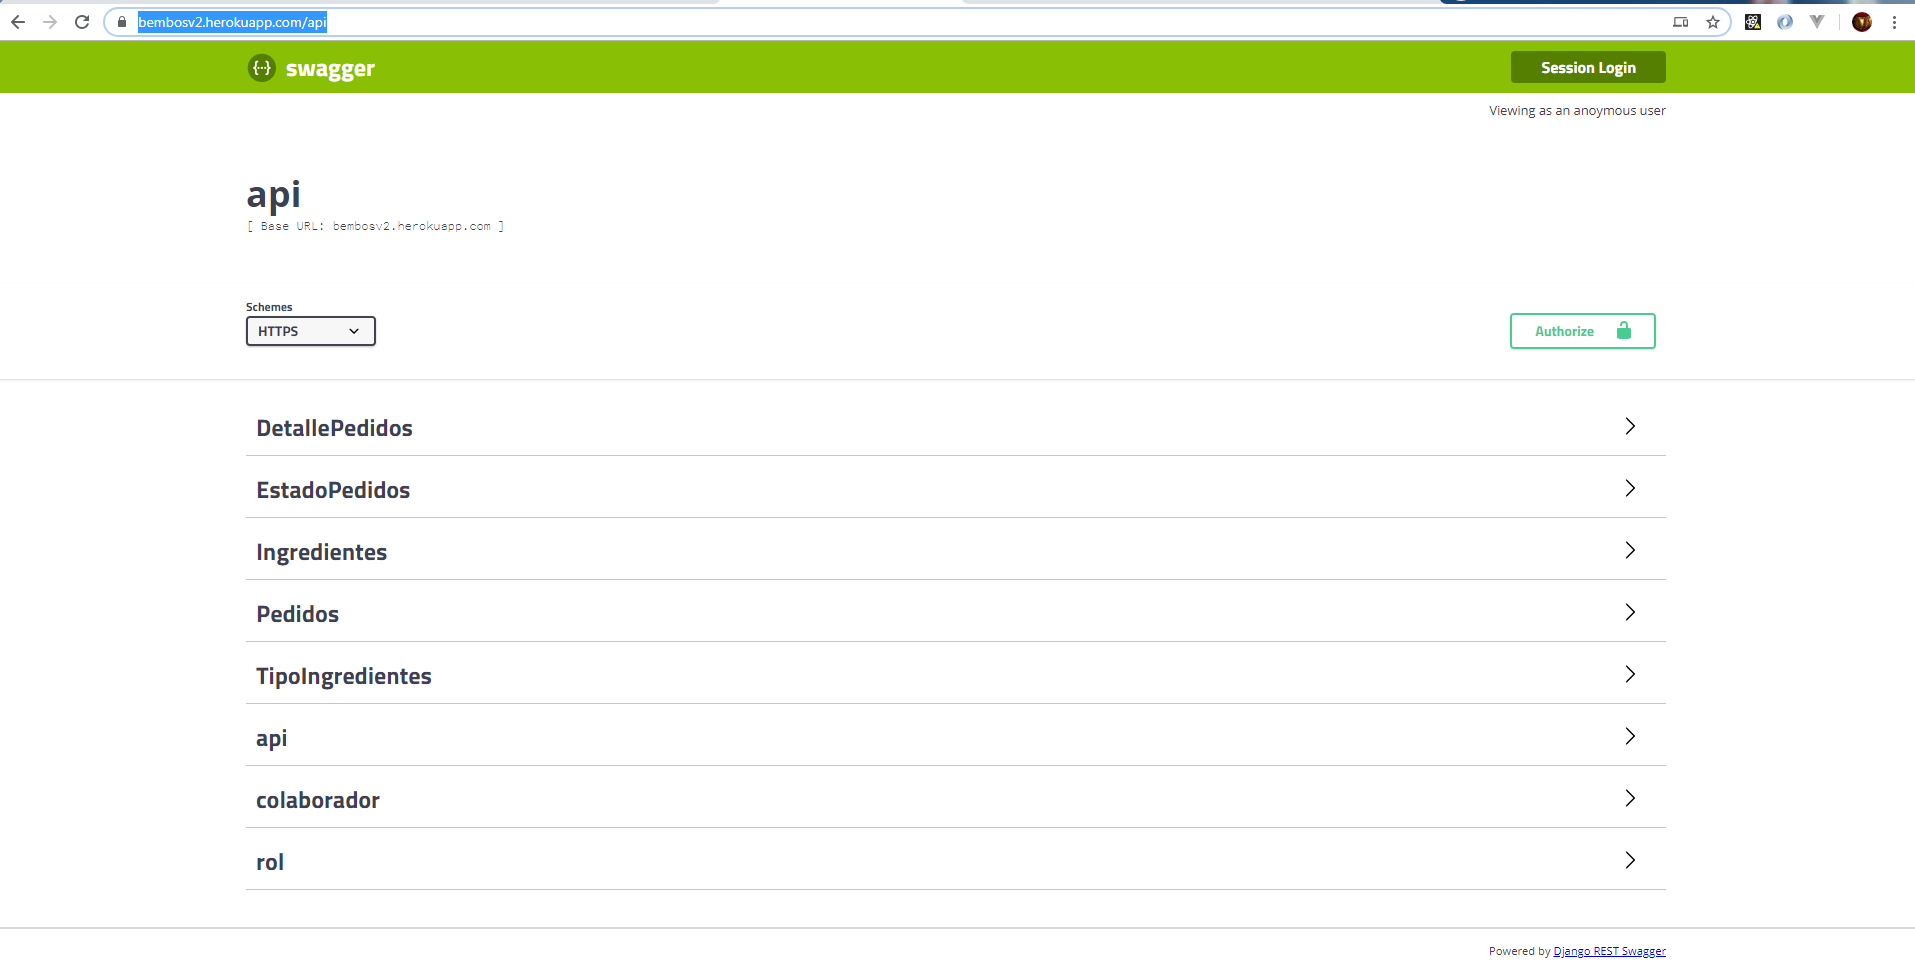 bembosv2.herokuapp.com/api
swagger
Session Login
Viewing as an anoymous user
api
[ Base URL: bembosv2.herokuapp.com ]
Schemes
HTTPS
Authorize
DetallePedidos
EstadoPedidos
Ingredientes
Pedidos
TipoIngredientes
api
colaborador
rol
Powered by Django REST Swagger